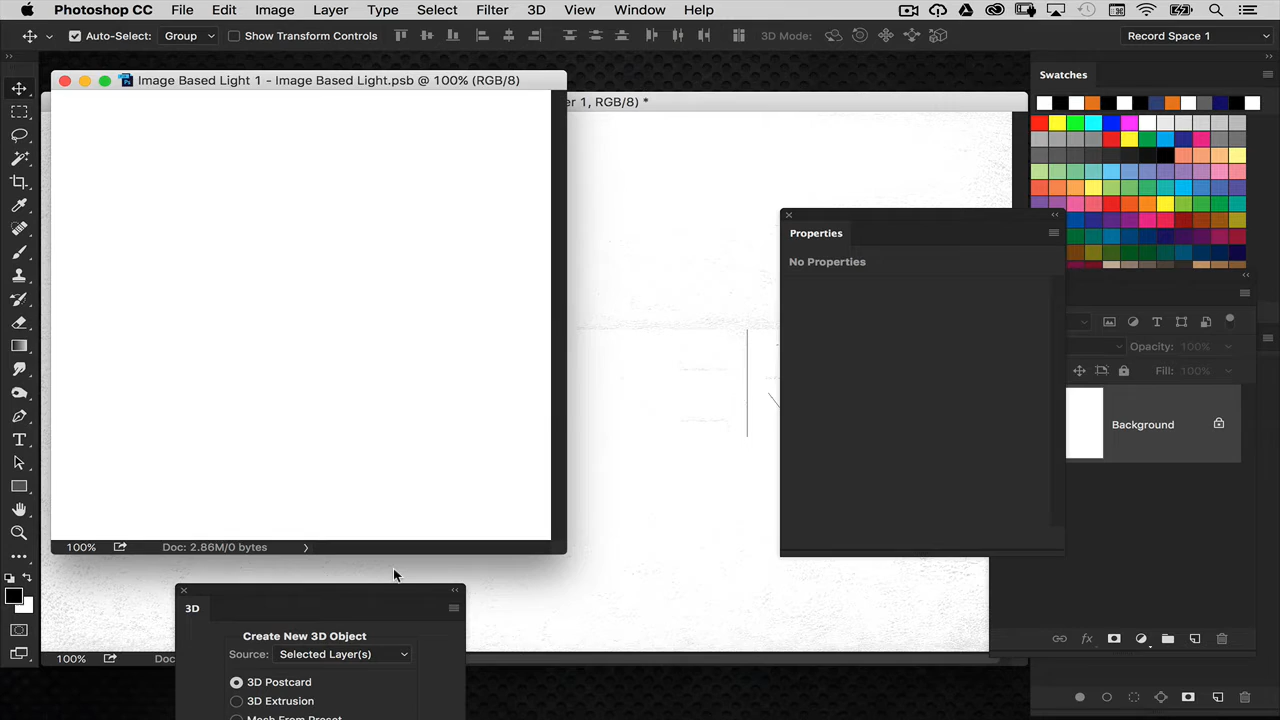 Photoshop CC File Edit Image Layer Type Select Filter 3D View Window Help
Auto-Select: Group Show Transform Controls 3D Mode: Record Space 1
Image Based Light 1 - Image Based Light.psb @ 100% (RGB/8)
er 1, RGB/8) *
Swatches
Properties
No Properties
Opacity: 100%
Fill: 100%
Background
100% Doc: 2.86M/0 bytes
3D
Create New 3D Object
Source: Selected Layer(s)
3D Postcard
3D Extrusion
Mesh From Preset
100% Doc: